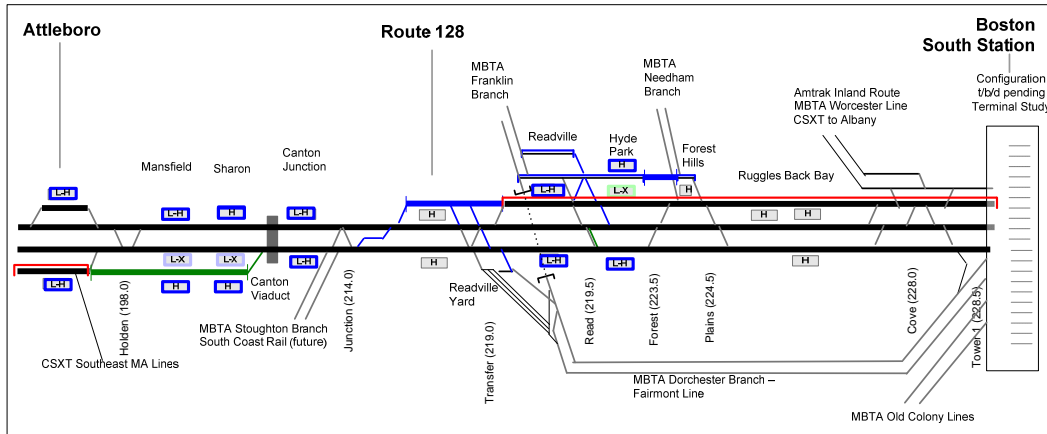 Attleboro
Route 128
Boston
South Station
Configuration
t/b/d pending
Terminal Study
MBTA
Franklin
Branch
MBTA
Needham
Branch
Amtrak Inland Route
MBTA Worcester Line
CSXT to Albany
Mansfield
Sharon
Canton
Junction
Readville
Hyde
Park
Forest
Hills
Ruggles Back Bay
H
L-H
L-H
L-X
H
L-H
H
L-H
H
H
H
L-X
L-X
L-H
H
L-H
L-H
H
L-H
H
H
Canton
Viaduct
Readville
Yard
MBTA Stoughton Branch
South Coast Rail (future)
CSXT Southeast MA Lines
Holden (198.0)
Junction (214.0)
Transfer (219.0)
Read (219.5)
Forest (223.5)
Plains (224.5)
Cove (228.0)
Tower 1 (228.5)
MBTA Dorchester Branch –
Fairmont Line
MBTA Old Colony Lines